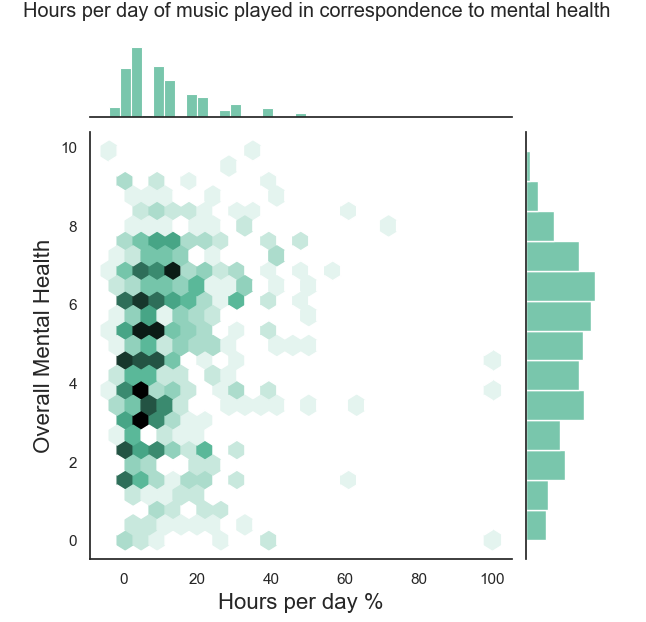 Hours per day of music played in correspondence to mental health
10
8
6
4
2
0
Overall Mental Health
0 20 40 60 80 100
Hours per day %